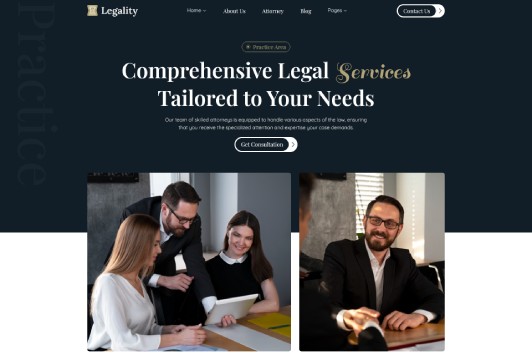 Legality
Home
About Us
Attorney
Blog
Pages
Contact Us
Practice
Practice Area
Comprehensive Legal Services
Tailored to Your Needs
Our team of skilled attorneys is equipped to handle various aspects of the law, ensuring
that you receive the specialized attention and expertise your case demands.
Get Consultation